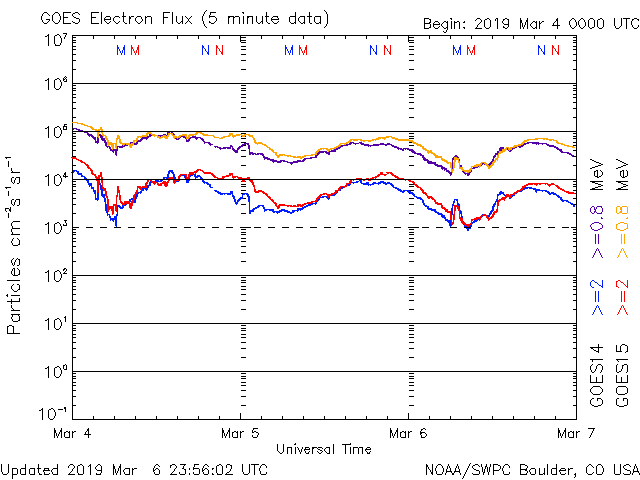 GOES Electron Flux (5 minute data)
Begin: 2019 Mar 4 0000 UTC
10⁷
M M N N M M N N M M N N
10⁶
10⁵
10⁴
10³
10²
10¹
10⁰
10⁻¹
Particles cm⁻²s⁻¹sr⁻¹
Mar 4 Mar 5 Mar 6 Mar 7
Universal Time
GOES14 >=2 >=0.8 MeV
GOES15 >=2 >=0.8 MeV
Updated 2019 Mar 6 23:56:02 UTC
NOAA/SWPC Boulder, CO USA